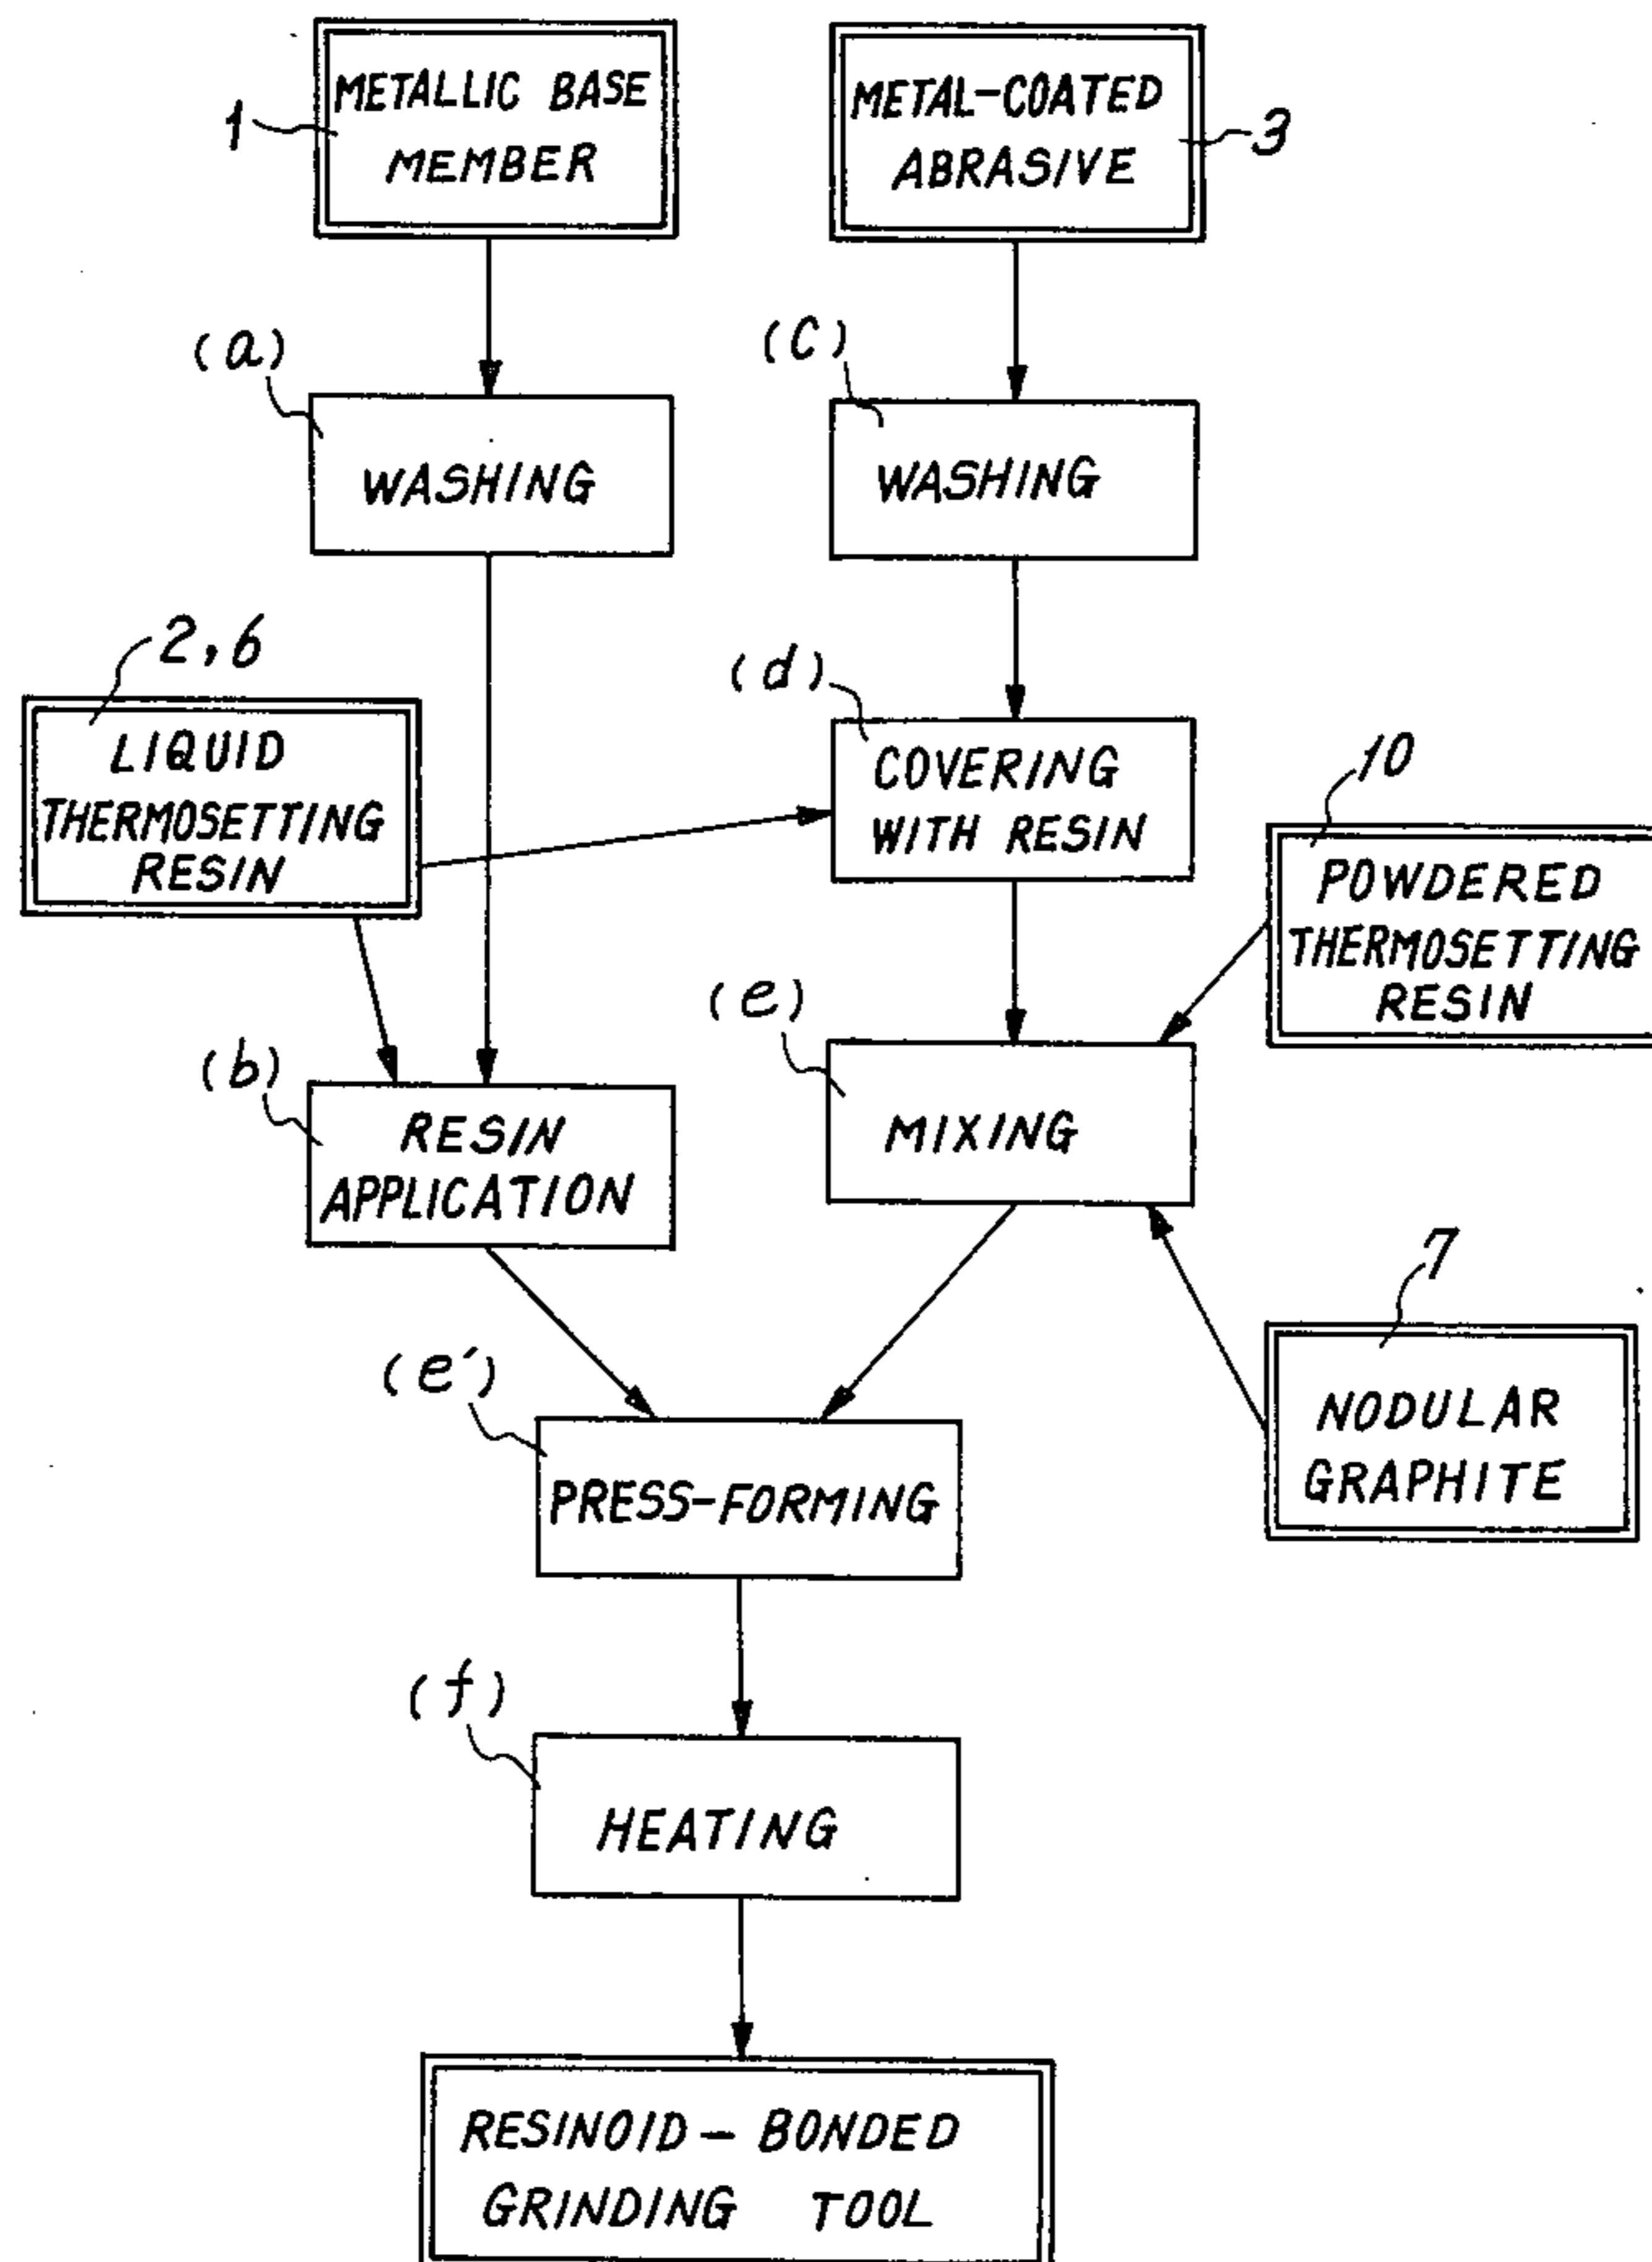 METALLIC BASE
MEMBER
1
METAL-COATED
ABRASIVE
3
(a)
WASHING
(c)
WASHING
2,6
LIQUID
THERMOSETTING
RESIN
(d)
COVERING
WITH RESIN
10
POWDERED
THERMOSETTING
RESIN
(b)
RESIN
APPLICATION
(e)
MIXING
7
NODULAR
GRAPHITE
(e')
PRESS-FORMING
(f)
HEATING
RESINOID-BONDED
GRINDING TOOL